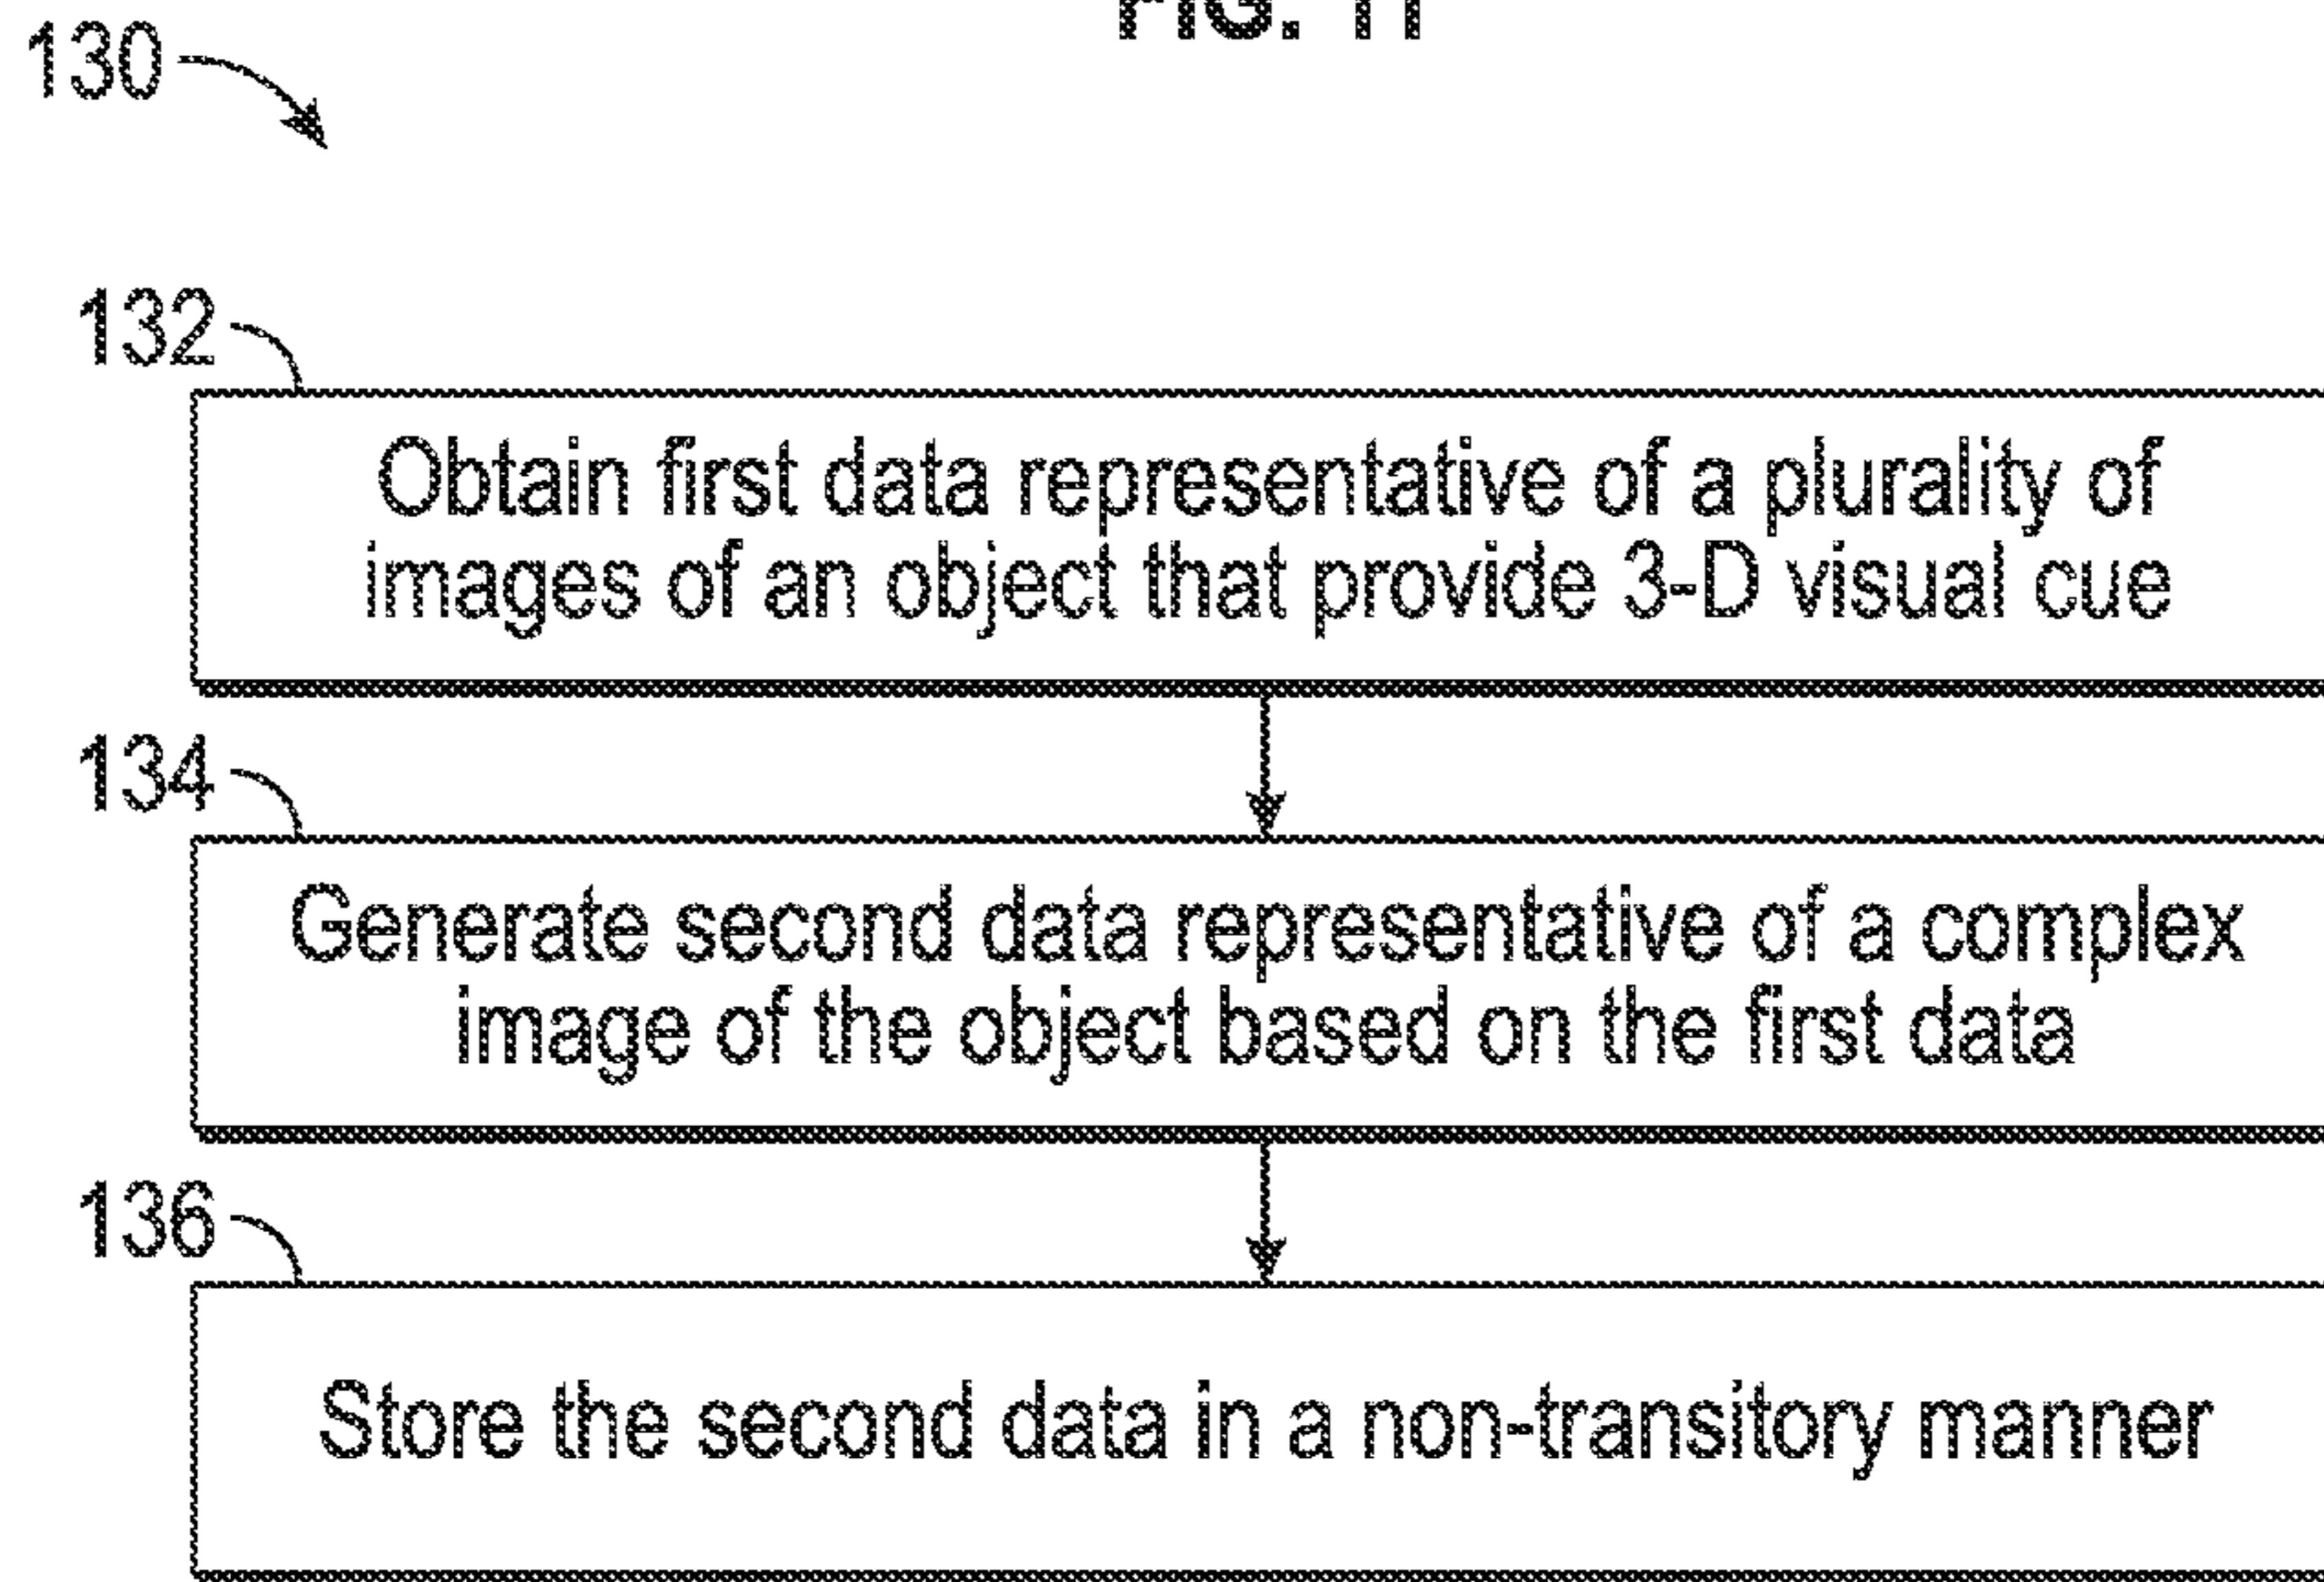 FIG. 11
130
132
Obtain first data representative of a plurality of
images of an object that provide 3-D visual cue
134
Generate second data representative of a complex
image of the object based on the first data
136
Store the second data in a non-transitory manner